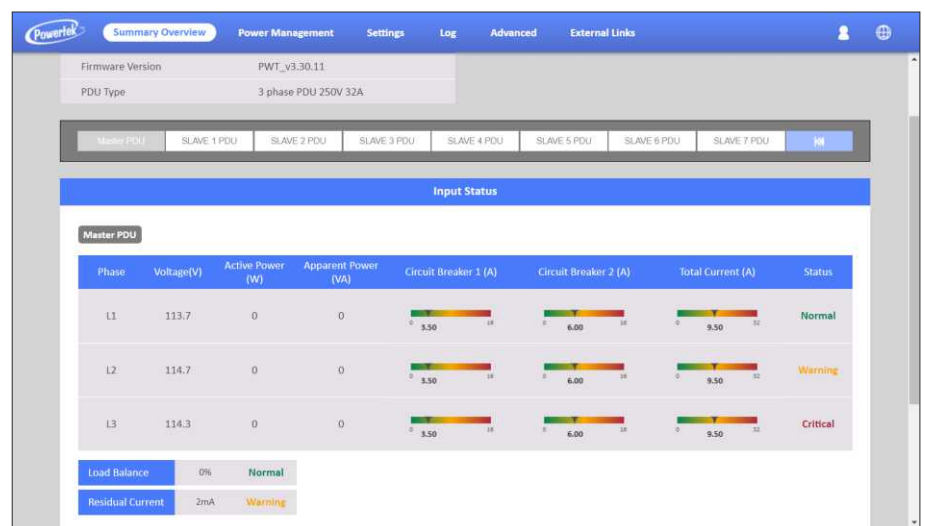 Powertek
Summary Overview Power Management Settings Log Advanced External Links
Firmware Version PWT_v3.30.11
PDU Type 3 phase PDU 250V 32A
Master PDU SLAVE 1 PDU SLAVE 2 PDU SLAVE 3 PDU SLAVE 4 PDU SLAVE 5 PDU SLAVE 6 PDU SLAVE 7 PDU
Input Status
Master PDU
Phase Voltage(V) Active Power (W) Apparent Power (VA) Circuit Breaker 1 (A) Circuit Breaker 2 (A) Total Current (A) Status
L1 113.7 0 0 0 3.50 16 0 6.00 16 0 9.50 32 Normal
L2 114.7 0 0 0 3.50 16 0 6.00 16 0 9.50 32 Warning
L3 114.3 0 0 0 3.50 16 0 6.00 16 0 9.50 32 Critical
Load Balance 0% Normal
Residual Current 2mA Warning